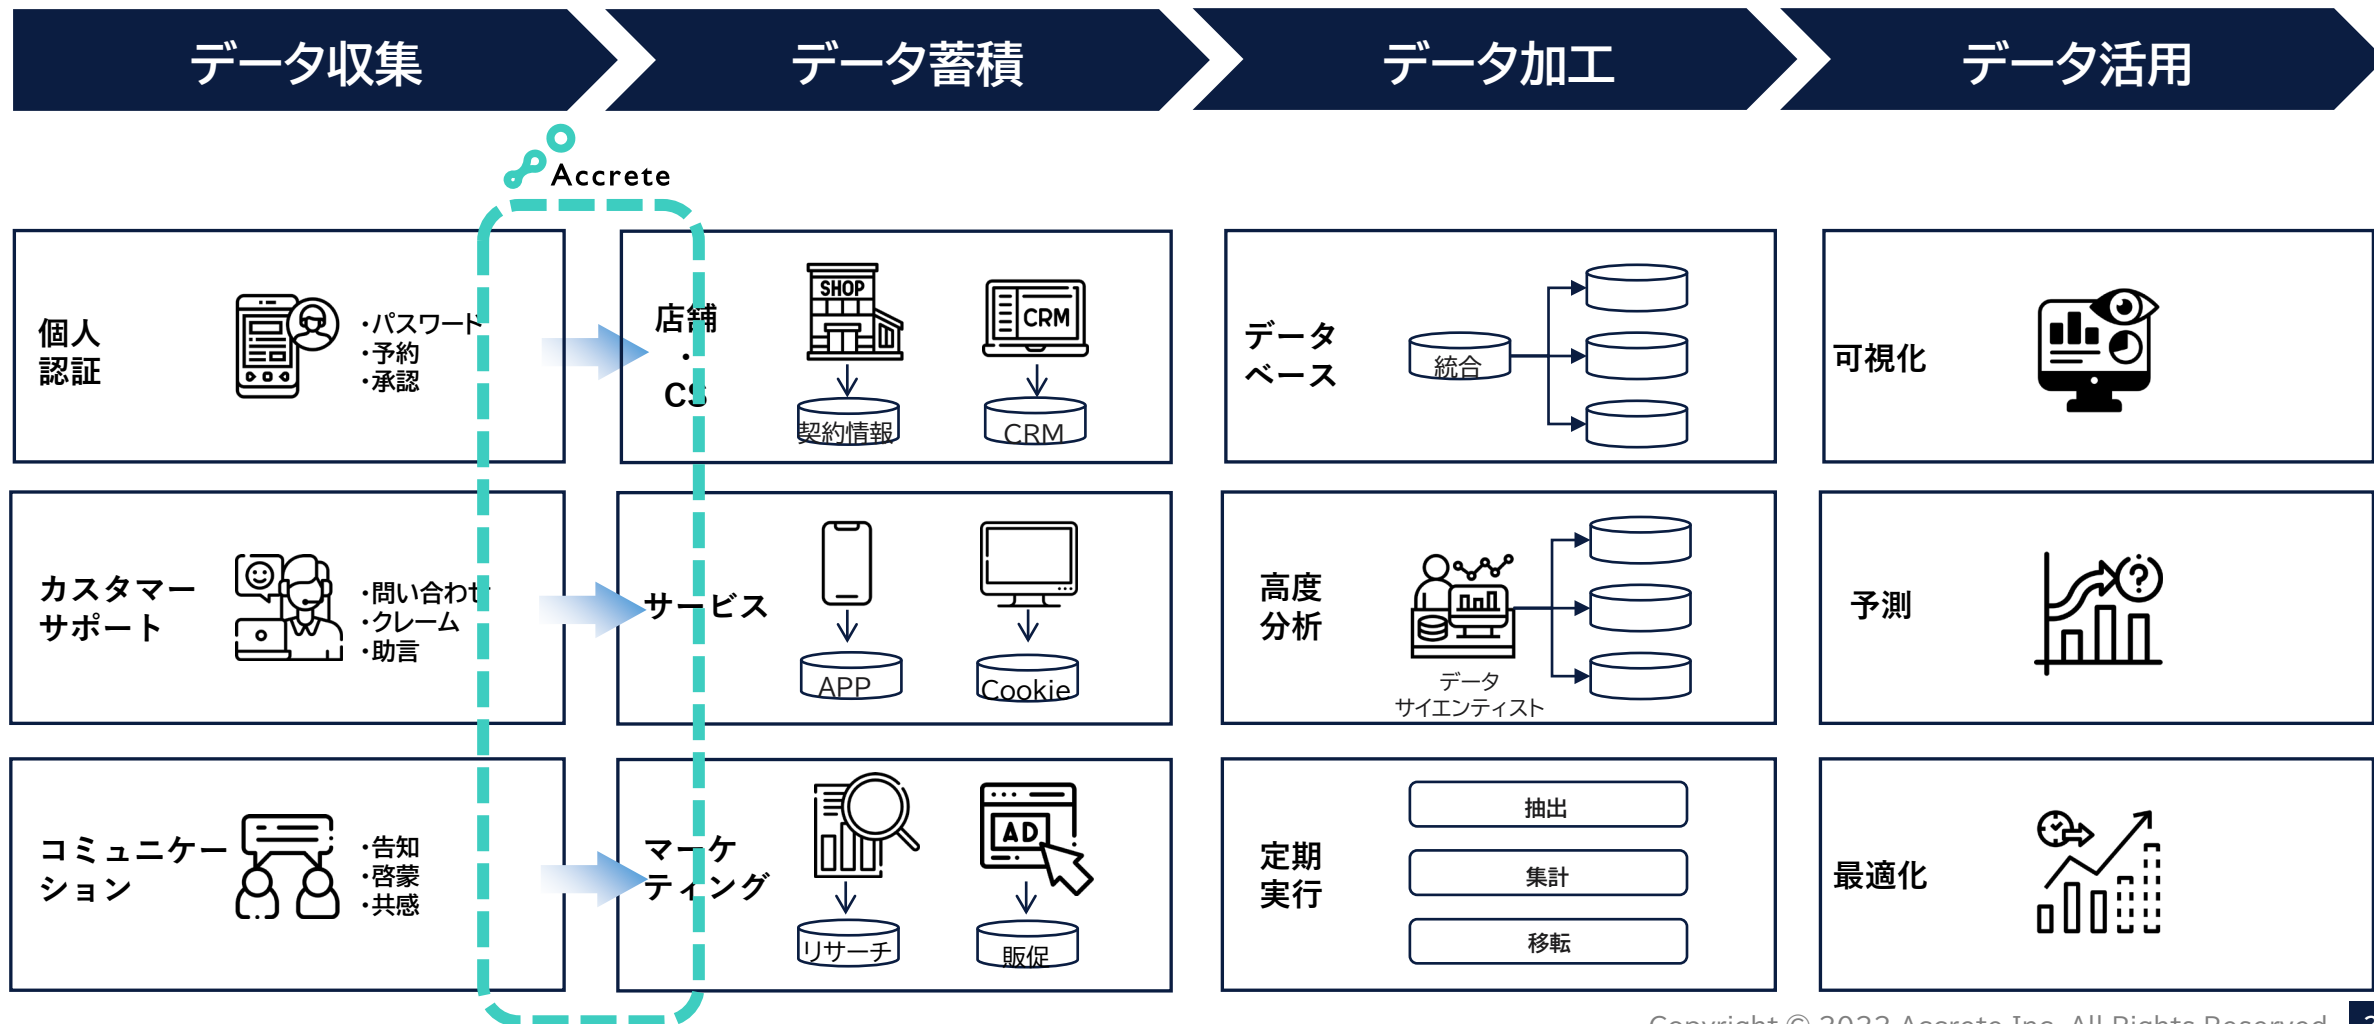 データ収集
データ蓄積
データ加工
データ活用
Accrete
個人
認証
・パスワード
・予約
・承認
店舗
・
CS
SHOP
CRM
契約情報
CRM
データ
ベース
統合
可視化
カスタマー
サポート
・問い合わせ
・クレーム
・助言
サービス
APP
Cookie
高度
分析
データ
サイエンティスト
予測
コミュニケー
ション
・告知
・啓蒙
・共感
マーケ
ティング
AD
リサーチ
販促
定期
実行
抽出
集計
移転
最適化
Copyright © 2023 Accrete Inc. All Rights Reserved.